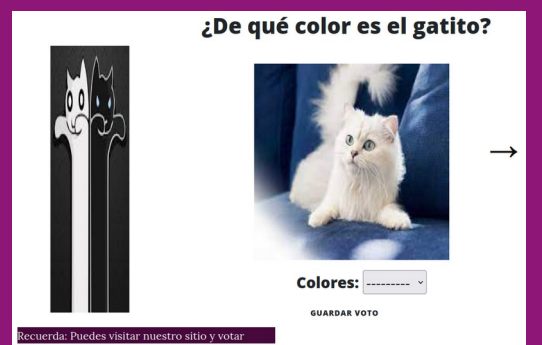 ¿De qué color es el gatito?
→
Colores: ---------
GUARDAR VOTO
Recuerda: Puedes visitar nuestro sitio y votar